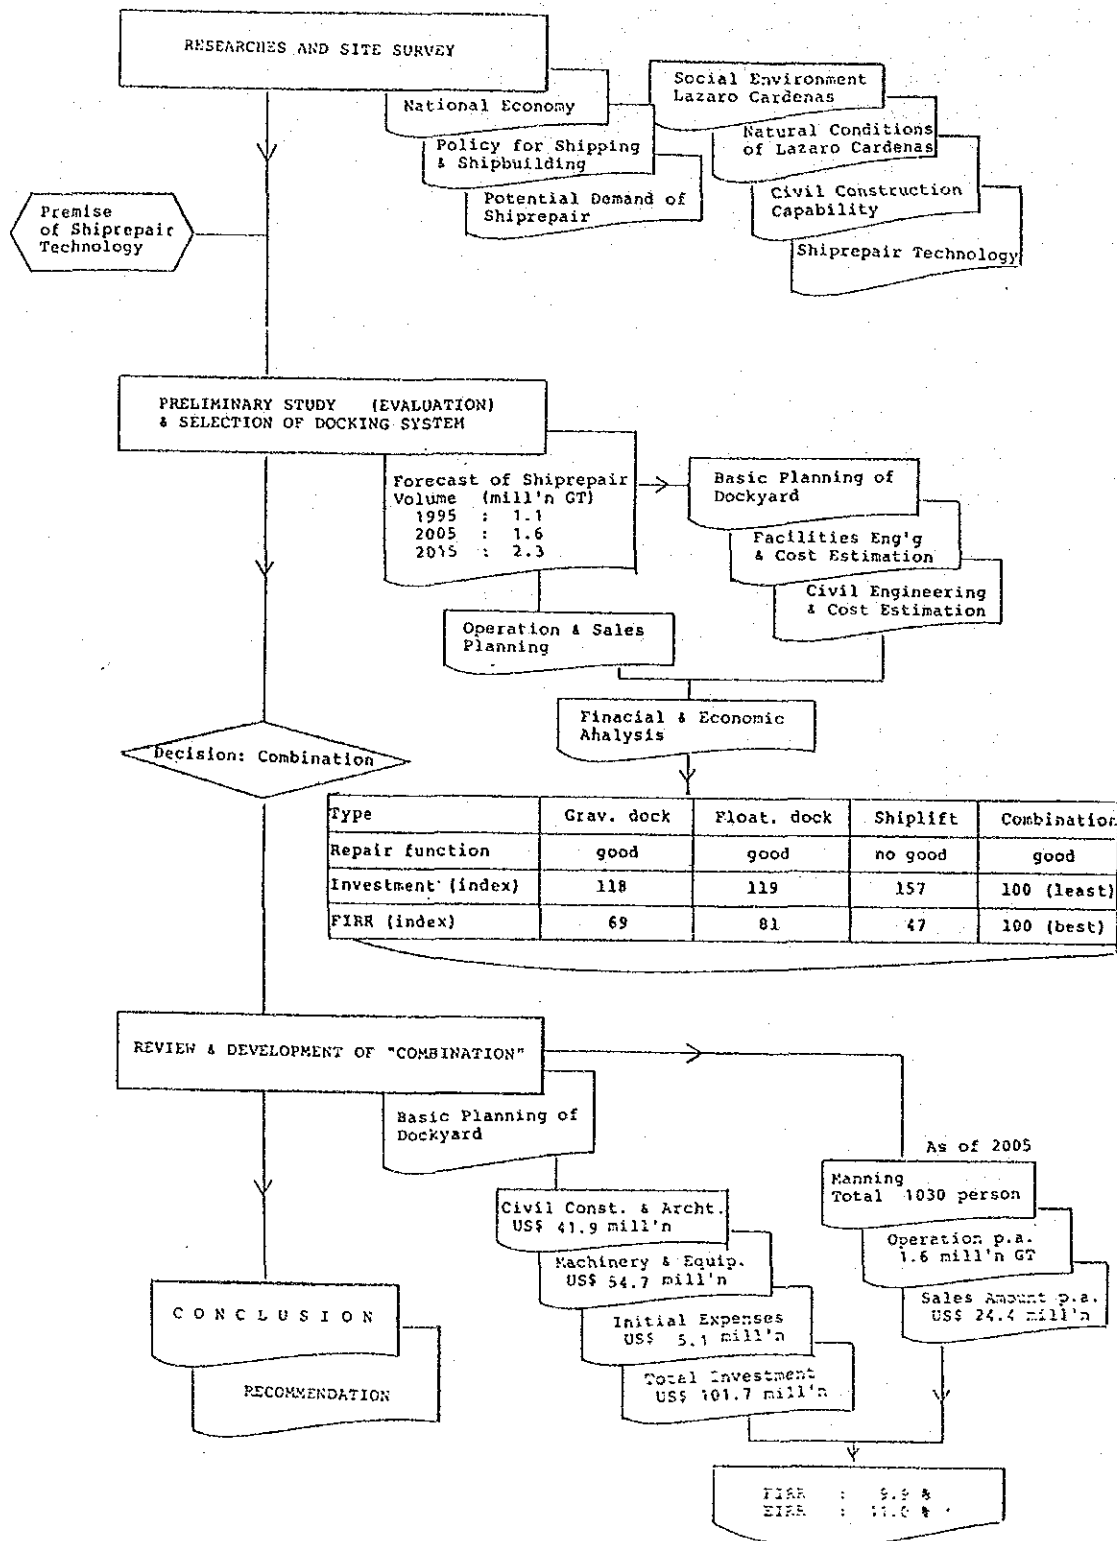 RESEARCHES AND SITE SURVEY
National Economy
Policy for Shipping
& Shipbuilding
Potential Demand of
Shiprepair
Social Environment
Lazaro Cardenas
Natural Conditions
of Lazaro Cardenas
Civil Construction
Capability
Shiprepair Technology
Premise
of Shiprepair
Technology
PRELIMINARY STUDY (EVALUATION)
& SELECTION OF DOCKING SYSTEM
Forecast of Shiprepair
Volume (mill'n GT)
1995 : 1.1
2005 : 1.6
2015 : 2.3
Basic Planning of
Dockyard
Facilities Eng'g
& Cost Estimation
Civil Engineering
& Cost Estimation
Operation & Sales
Planning
Finacial & Economic
Ahalysis
Decision: Combination
Type Grav. dock Float. dock Shiplift Combination
Repair function good good no good good
Investment (index) 118 119 157 100 (least)
FIRR (index) 69 81 47 100 (best)
REVIEW & DEVELOPMENT OF "COMBINATION"
Basic Planning of
Dockyard
Civil Const. & Archt.
US$ 41.9 mill'n
Machinery & Equip.
US$ 54.7 mill'n
Initial Expenses
US$ 5.1 mill'n
Total Investment
US$ 101.7 mill'n
As of 2005
Manning
Total 1030 person
Operation p.a.
1.6 mill'n GT
Sales Amount p.a.
US$ 24.4 mill'n
CONCLUSION
RECOMMENDATION
FIRR : 9.9 %
EIRR : %